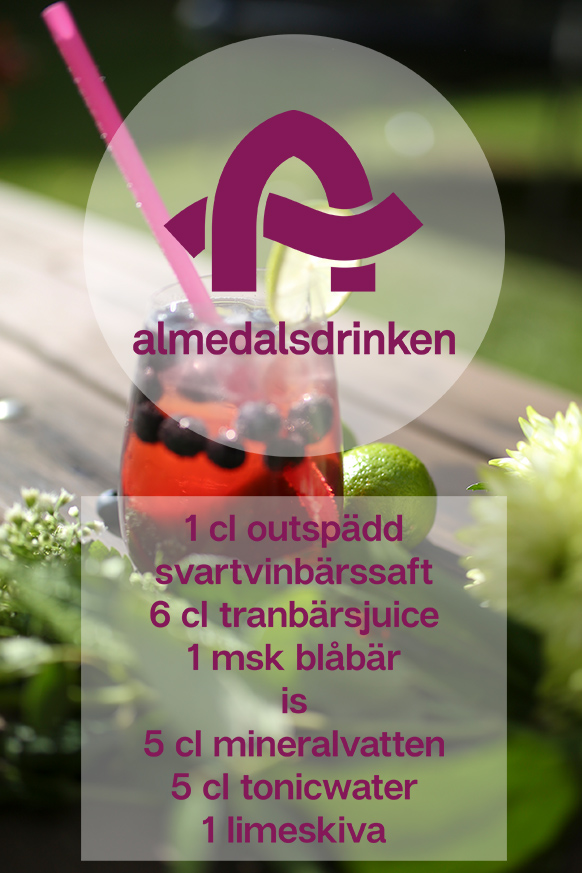 almedalsdrinken
1 cl outspädd
svartvinbärssaft
6 cl tranbärsjuice
1 msk blåbär
is
5 cl mineralvatten
5 cl tonicwater
1 limeskiva